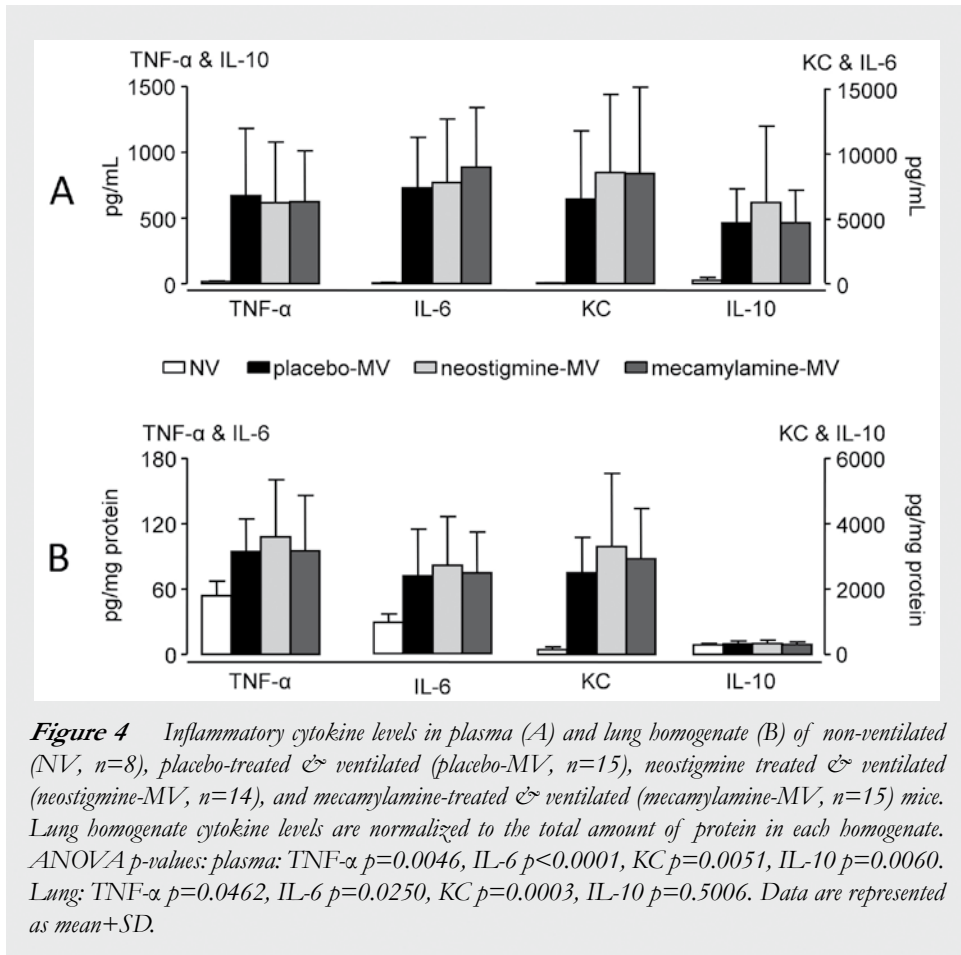 TNF-α & IL-10
KC & IL-6
1500
1000
500
0
pg/mL
A
15000
10000
5000
0
pg/mL
TNF-α IL-6 KC IL-10
NV placebo-MV neostigmine-MV mecamylamine-MV
TNF-α & IL-6
KC & IL-10
180
120
60
0
pg/mg protein
B
6000
4000
2000
0
pg/mg protein
TNF-α IL-6 KC IL-10
Figure 4 Inflammatory cytokine levels in plasma (A) and lung homogenate (B) of non-ventilated
(NV, n=8), placebo-treated & ventilated (placebo-MV, n=15), neostigmine treated & ventilated
(neostigmine-MV, n=14), and mecamylamine-treated & ventilated (mecamylamine-MV, n=15) mice.
Lung homogenate cytokine levels are normalized to the total amount of protein in each homogenate.
ANOVA p-values: plasma: TNF-α p=0.0046, IL-6 p<0.0001, KC p=0.0051, IL-10 p=0.0060.
Lung: TNF-α p=0.0462, IL-6 p=0.0250, KC p=0.0003, IL-10 p=0.5006. Data are represented
as mean+SD.